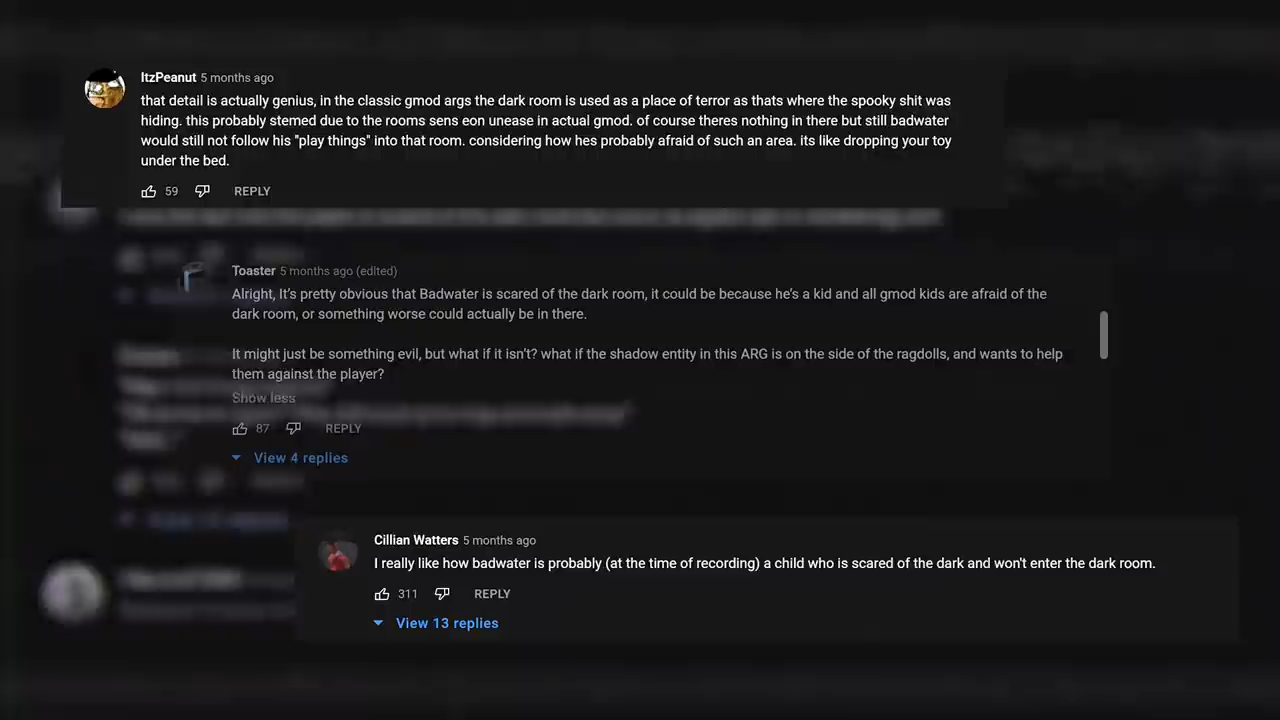 ItzPeanut 5 months ago
that detail is actually genius, in the classic gmod args the dark room is used as a place of terror as thats where the spooky shit was
hiding. this probably stemed due to the rooms sens eon unease in actual gmod. of course theres nothing in there but still badwater
would still not follow his "play things" into that room. considering how hes probably afraid of such an area. its like dropping your toy
under the bed.
59 REPLY
Toaster 5 months ago (edited)
Alright, It's pretty obvious that Badwater is scared of the dark room, it could be because he's a kid and all gmod kids are afraid of the
dark room, or something worse could actually be in there.
It might just be something evil, but what if it isn't? what if the shadow entity in this ARG is on the side of the ragdolls, and wants to help
them against the player?
Show less
87 REPLY
View 4 replies
Cillian Watters 5 months ago
I really like how badwater is probably (at the time of recording) a child who is scared of the dark and won't enter the dark room.
311 REPLY
View 13 replies